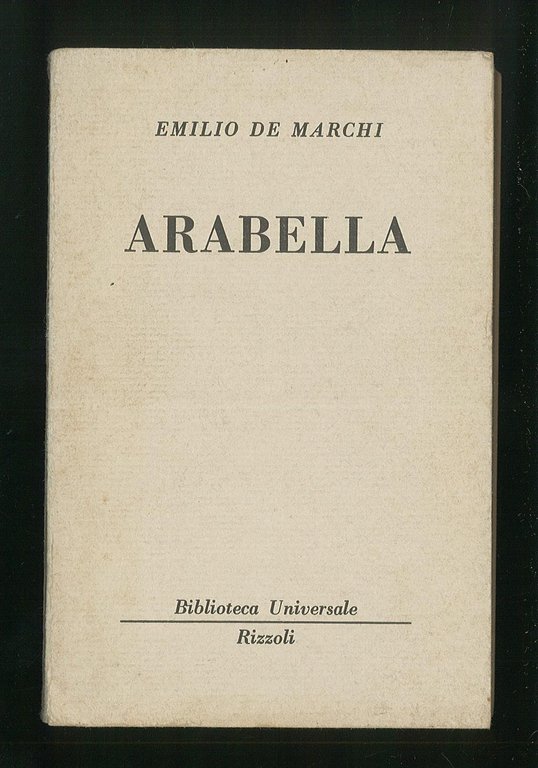 EMILIO DE MARCHI
ARABELLA
Biblioteca Universale
Rizzoli